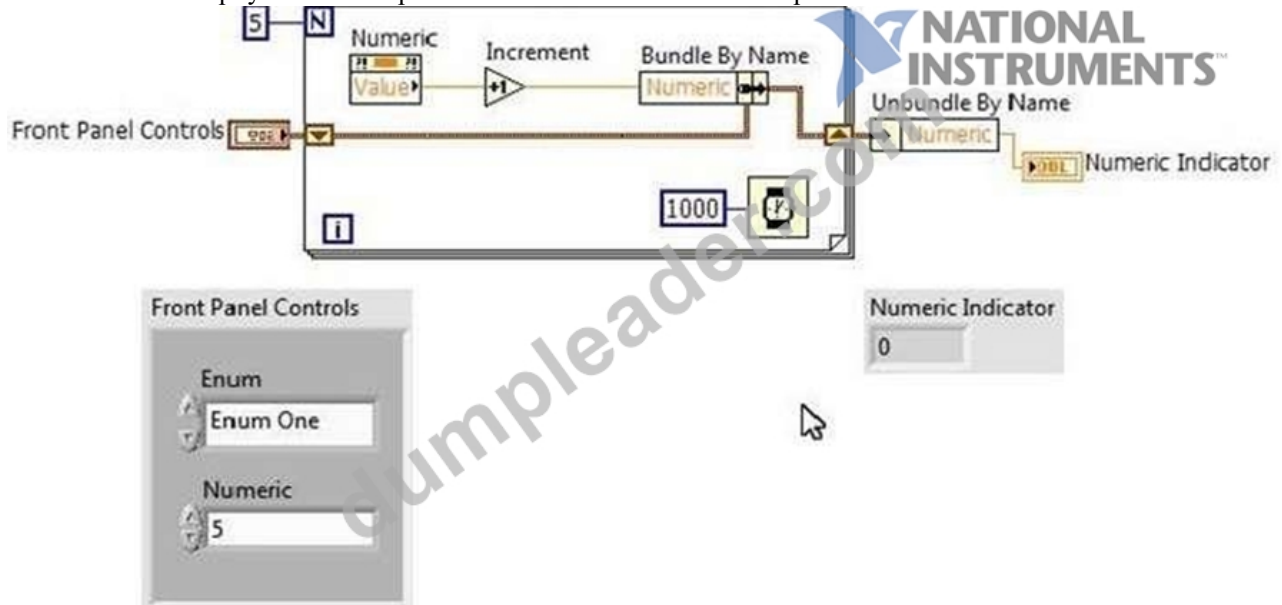 5
N
NATIONAL
INSTRUMENTS
Numeric
Increment
Bundle By Name
Value
+1
Numeric
Unbundle By Name
Front Panel Controls
Numeric
DBL
Numeric Indicator
1000
i
Front Panel Controls
Numeric Indicator
0
Enum
Enum One
Numeric
5
dumpleader.com